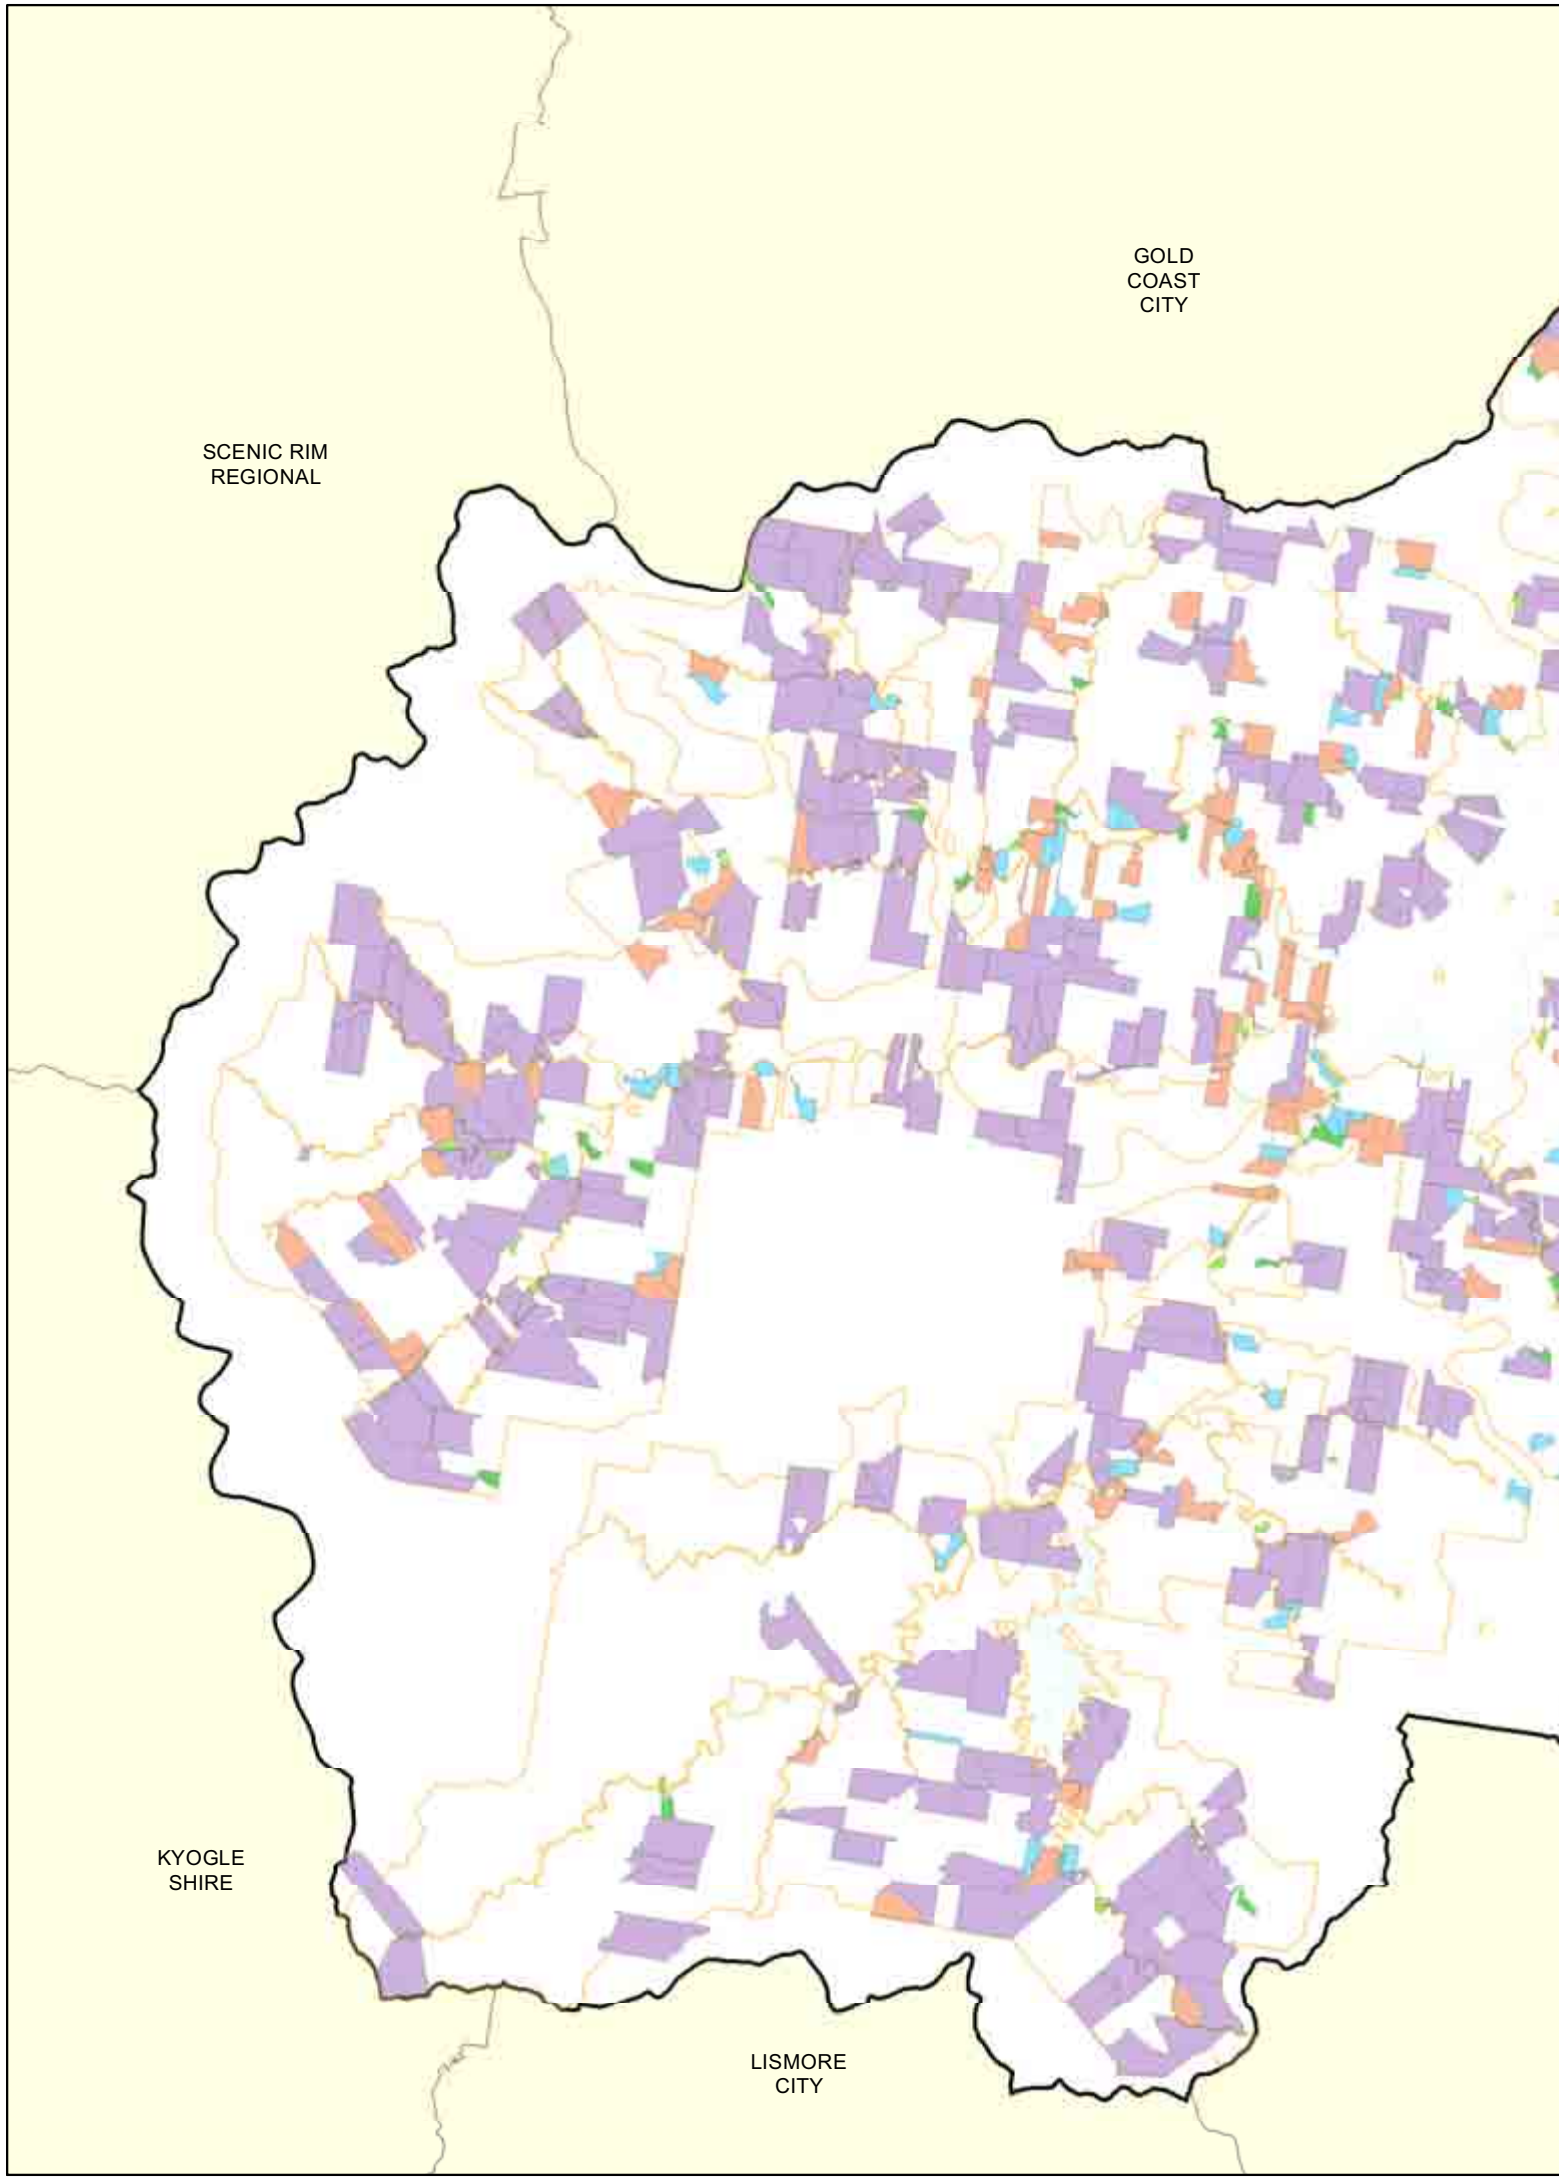 GOLD
COAST
CITY
SCENIC RIM
REGIONAL
KYOGLE
SHIRE
LISMORE
CITY